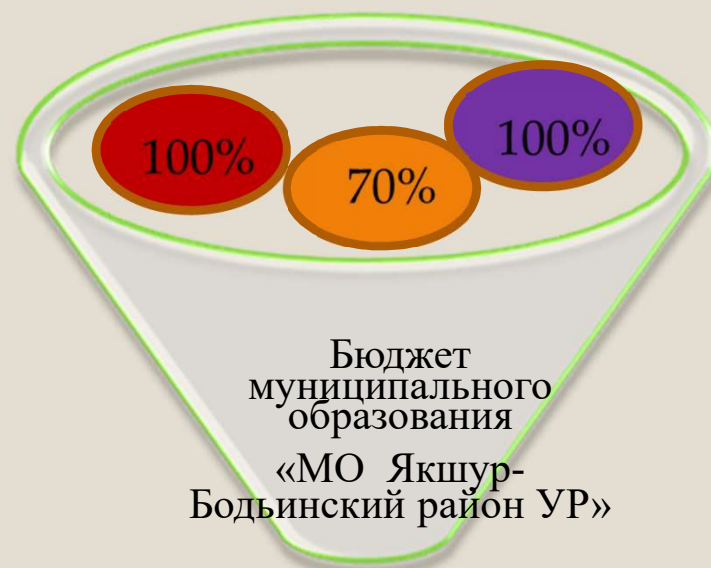 100%
70%
100%
Бюджет
муниципального
образования
«МО Якшур-
Бодьинский район УР»